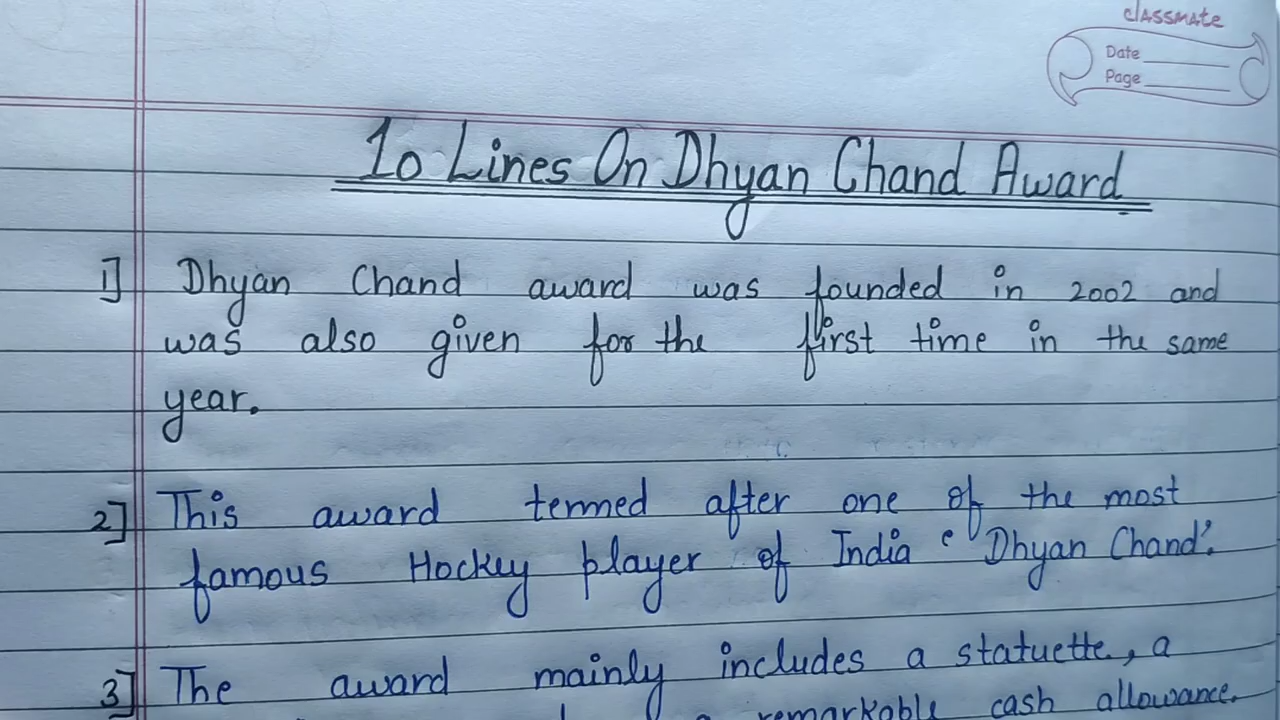 classmate
Date
Page
10 Lines On Dhyan Chand Award
1] Dhyan Chand award was founded in 2002 and
was also given for the first time in the same
year.
2] This award termed after one of the most
famous Hockey player of India 'Dhyan Chand'.
3] The award mainly includes a statuette, a
a remarkable cash allowance.